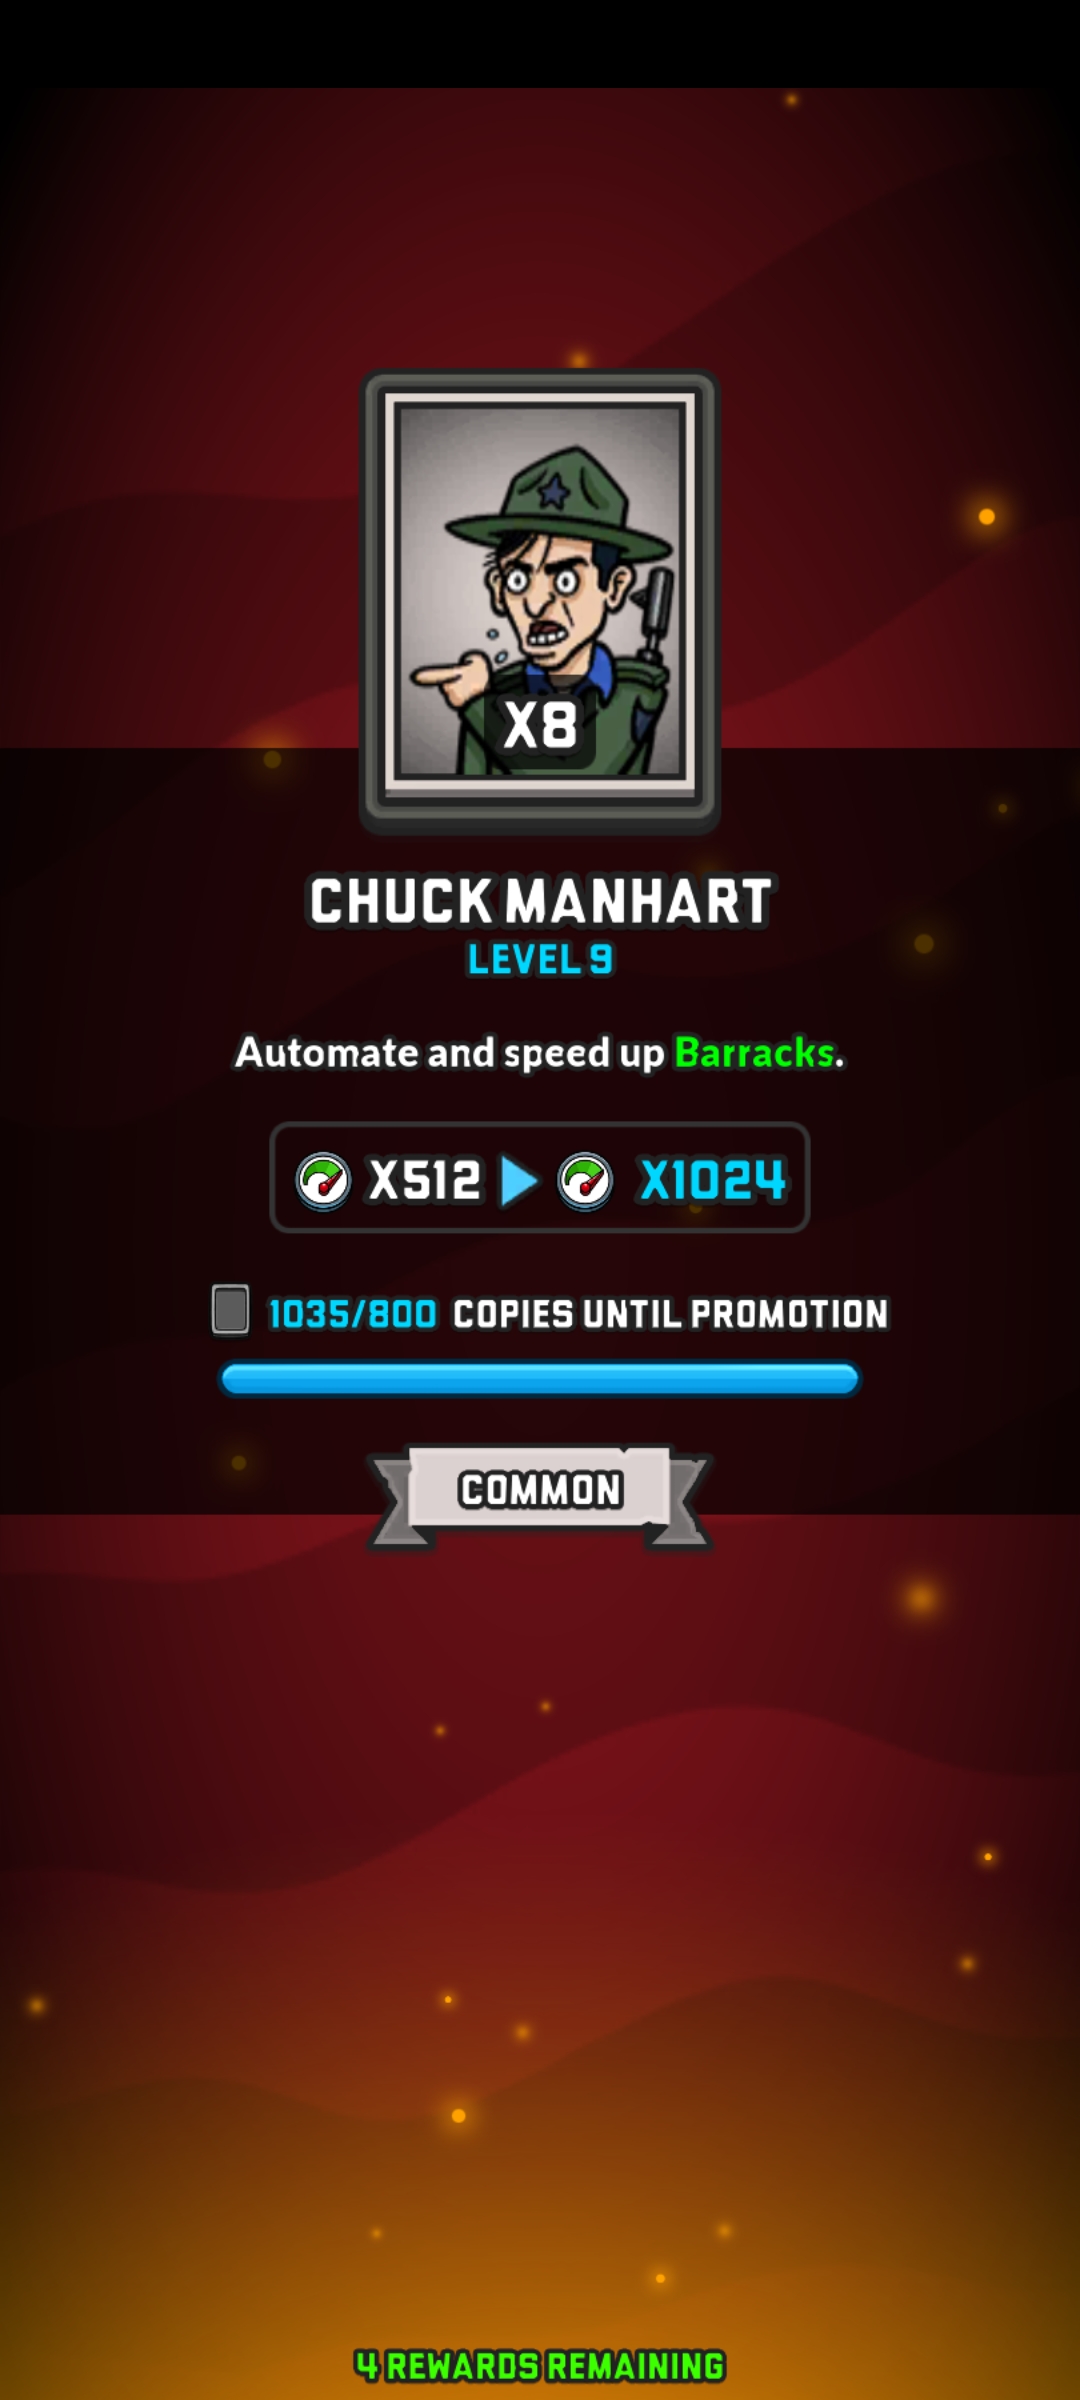 X8
CHUCK MANHART
LEVEL 9
Automate and speed up Barracks.
X512 X1024
1035/800 COPIES UNTIL PROMOTION
COMMON
4 REWARDS REMAINING